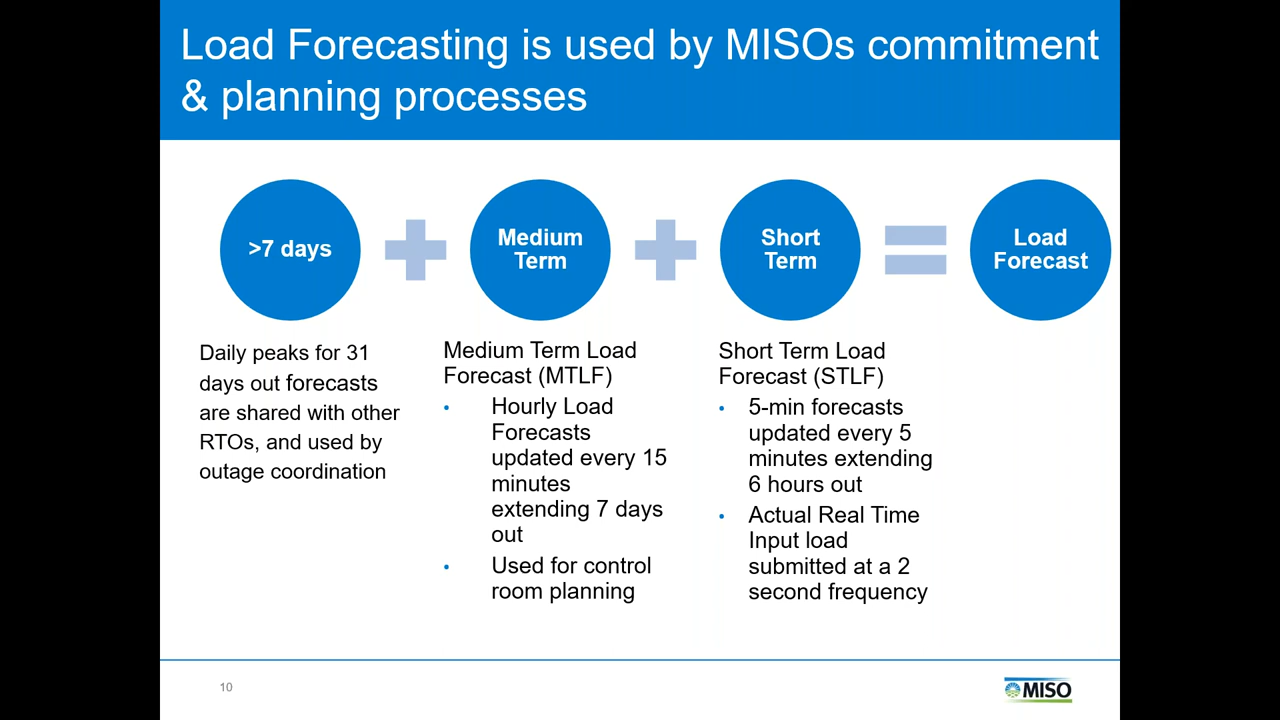 Load Forecasting is used by MISOs commitment
& planning processes
>7 days
Medium
Term
Short
Term
Load
Forecast
Daily peaks for 31
days out forecasts
are shared with other
RTOs, and used by
outage coordination
Medium Term Load
Forecast (MTLF)
• Hourly Load
Forecasts
updated every 15
minutes
extending 7 days
out
• Used for control
room planning
Short Term Load
Forecast (STLF)
• 5-min forecasts
updated every 5
minutes extending
6 hours out
• Actual Real Time
Input load
submitted at a 2
second frequency
10
MISO